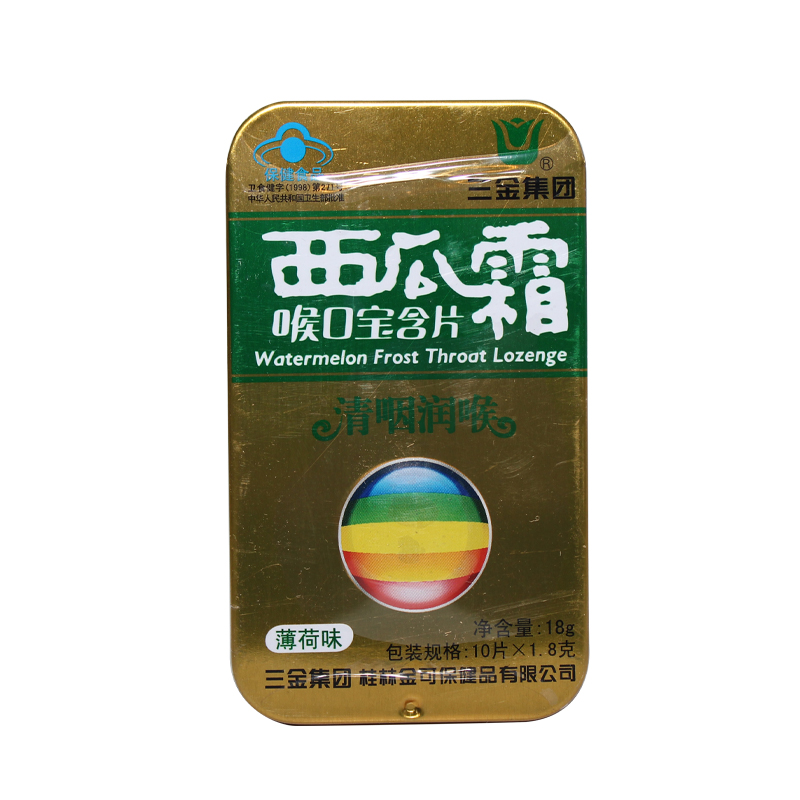 保健食品
卫食健字(1998)第271号
中华人民共和国卫生部批准
®
三金集团
西瓜霜
喉口宝含片
Watermelon Frost Throat Lozenge
清咽润喉
净含量:18g
薄荷味
包装规格:10片×1.8克
三金集团 桂林金可保健品有限公司